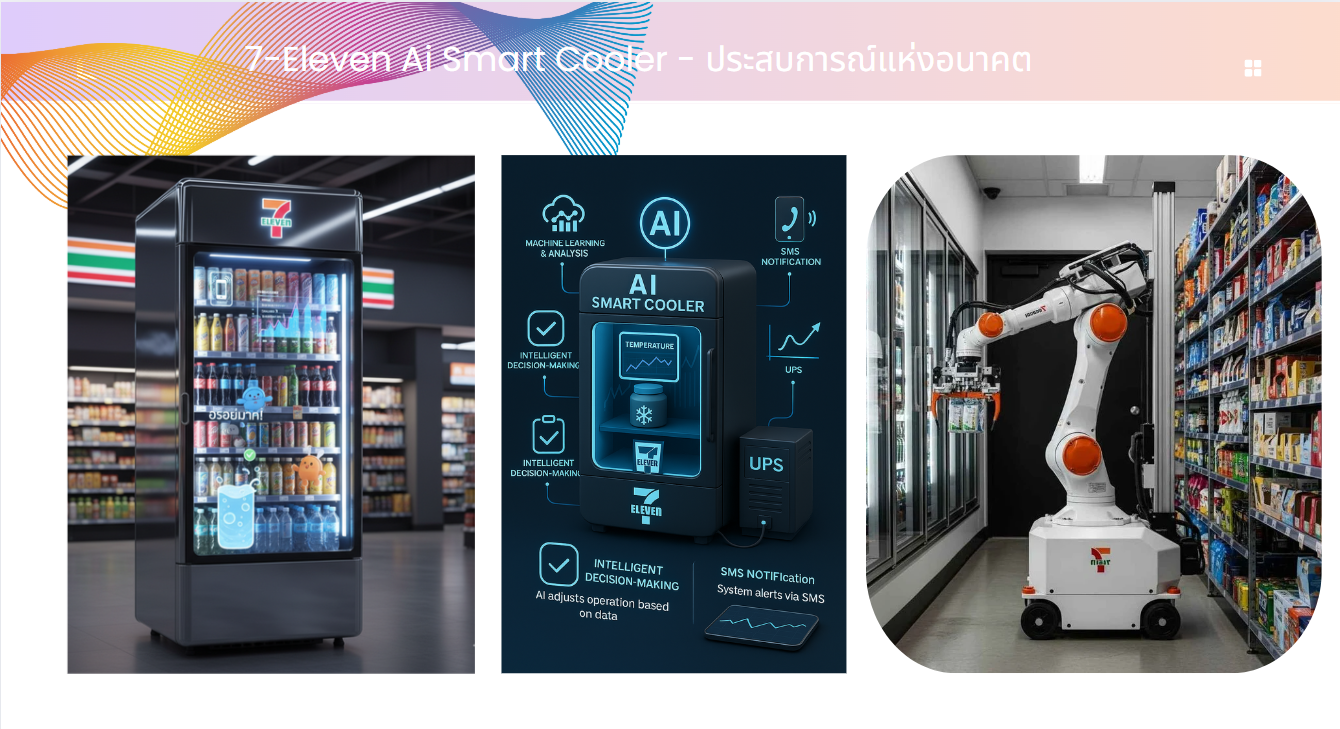 7-Eleven Ai Smart Cooler - ประสบการณ์แห่งอนาคต
ELEVEN
อร่อยมาก!
AI
MACHINE LEARNING
& ANALYSIS
SMS
NOTIFICATION
AI
SMART COOLER
INTELLIGENT
DECISION-MAKING
TEMPERATURE
UPS
INTELLIGENT
DECISION-MAKING
ELEVEN
UPS
ELEVEN
INTELLIGENT
DECISION-MAKING
AI adjusts operation based
on data
SMS NOTIFIcation
System alerts via SMS